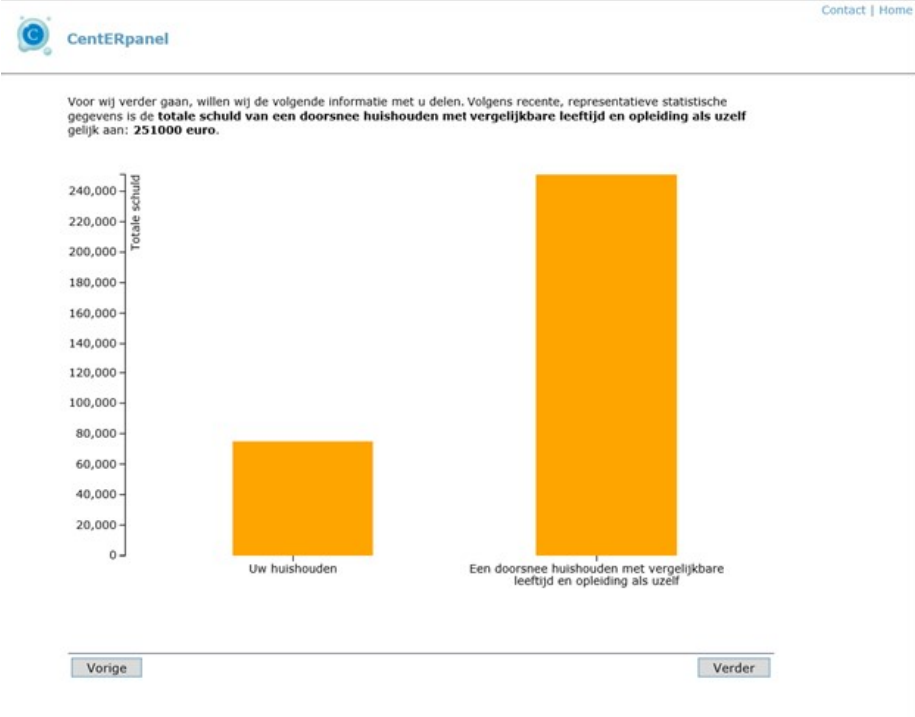 Contact | Home
C
CentERpanel
Voor wij verder gaan, willen wij de volgende informatie met u delen. Volgens recente, representatieve statistische
gegevens is de totale schuld van een doorsnee huishouden met vergelijkbare leeftijd en opleiding als uzelf
gelijk aan: 251000 euro.
Totale schuld
240,000
220,000
200,000
180,000
160,000
140,000
120,000
100,000
80,000
60,000
40,000
20,000
0
Uw huishouden
Een doorsnee huishouden met vergelijkbare
leeftijd en opleiding als uzelf
Vorige
Verder